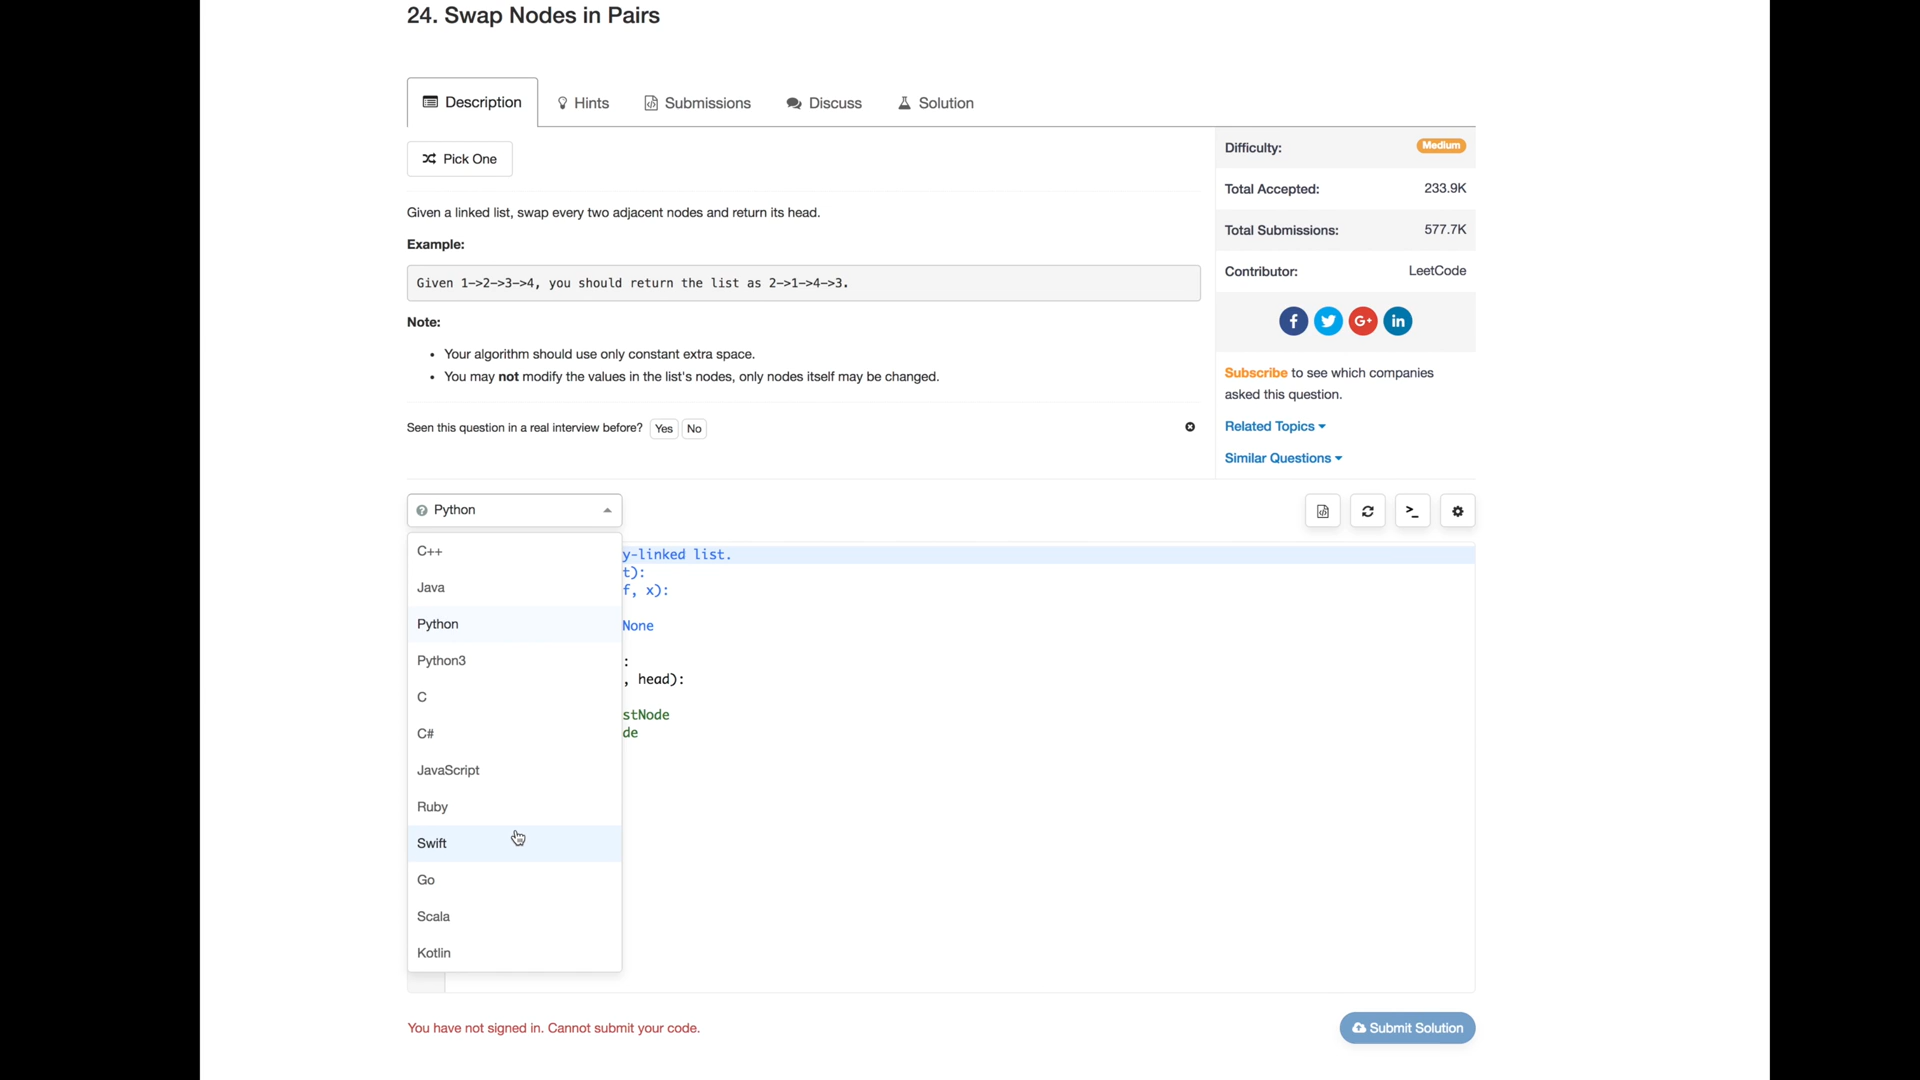 24. Swap Nodes in Pairs
Description
Hints
Submissions
Discuss
Solution
Pick One
Given a linked list, swap every two adjacent nodes and return its head.
Example:
Given 1->2->3->4, you should return the list as 2->1->4->3.
Note:
Your algorithm should use only constant extra space.
You may not modify the values in the list's nodes, only nodes itself may be changed.
Seen this question in a real interview before? Yes No
Difficulty: Medium
Total Accepted: 233.9K
Total Submissions: 577.7K
Contributor: LeetCode
f G+ in
Subscribe to see which companies
asked this question.
Related Topics
Similar Questions
? Python
>_
C++
Java
Python
Python3
C
C#
JavaScript
Ruby
Swift
Go
Scala
Kotlin
y-linked list.
t):
f, x):
None
:
, head):
stNode
de
You have not signed in. Cannot submit your code.
Submit Solution